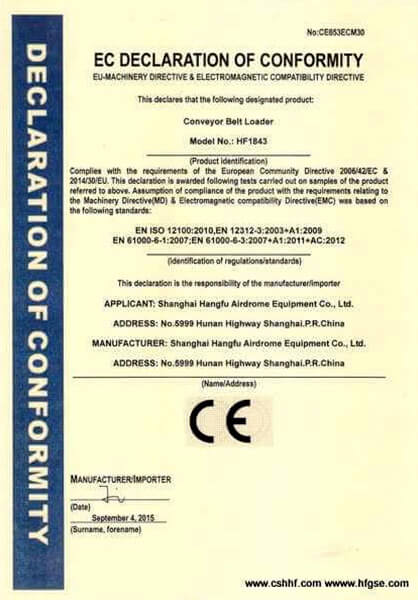 No:CE653ECM30
DECLARATION OF CONFORMITY
EC DECLARATION OF CONFORMITY
EU-MACHINERY DIRECTIVE & ELECTROMAGNETIC COMPATIBILITY DIRECTIVE
This declares that the following designated product:
Conveyor Belt Loader
Model No.: HF1843
(Product identification)
Complies with the requirements of the European Community Directive 2006/42/EC &
2014/30/EU. This declaration is awarded following tests carried out on samples of the product
referred to above. Assumption of compliance of the product with the requirements relating to
the Machinery Directive(MD) & Electromagnetic compatibility Directive(EMC) was based on
the following standards:
EN ISO 12100:2010,EN 12312-3:2003+A1:2009
EN 61000-6-1:2007;EN 61000-6-3:2007+A1:2011+AC:2012
(Identification of regulations/standards)
This declaration is the responsibility of the manufacturer/importer
APPLICANT: Shanghai Hangfu Airdrome Equipment Co., Ltd.
ADDRESS: No.5999 Hunan Highway Shanghai.P.R.China
MANUFACTURER: Shanghai Hangfu Airdrome Equipment Co., Ltd.
ADDRESS: No.5999 Hunan Highway Shanghai.P.R.China
(Name/Address)
CE
MANUFACTURER/IMPORTER
(Date)
September 4, 2015
(Surname, forename)
www.cshhf.com www.hfgse.com